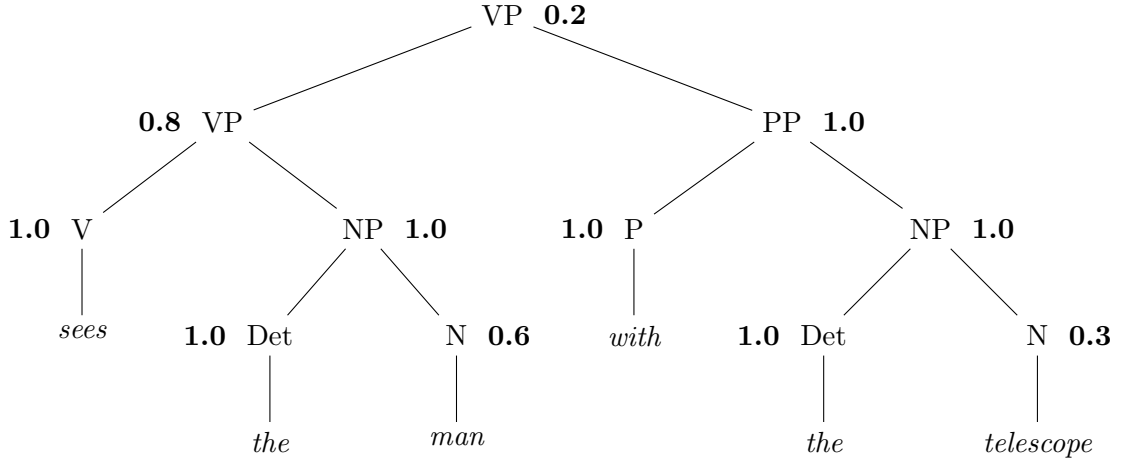 VP 0.2
0.8 VP PP 1.0
1.0 V NP 1.0 1.0 P NP 1.0
sees 1.0 Det N 0.6 with 1.0 Det N 0.3
the man the telescope